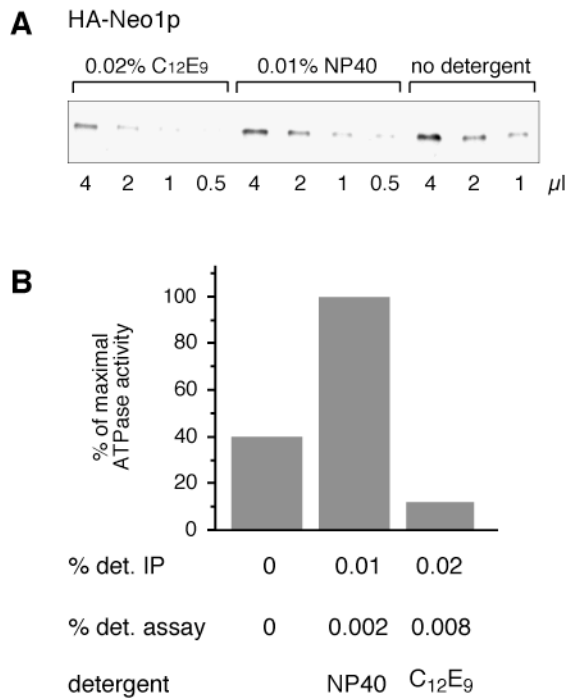 A HA-Neo1p
0.02% C₁₂E₉ 0.01% NP40 no detergent
4 2 1 0.5 4 2 1 0.5 4 2 1 µl
B
% of maximal
ATPase activity
100
80
60
40
20
0
% det. IP 0 0.01 0.02
% det. assay 0 0.002 0.008
detergent NP40 C₁₂E₉